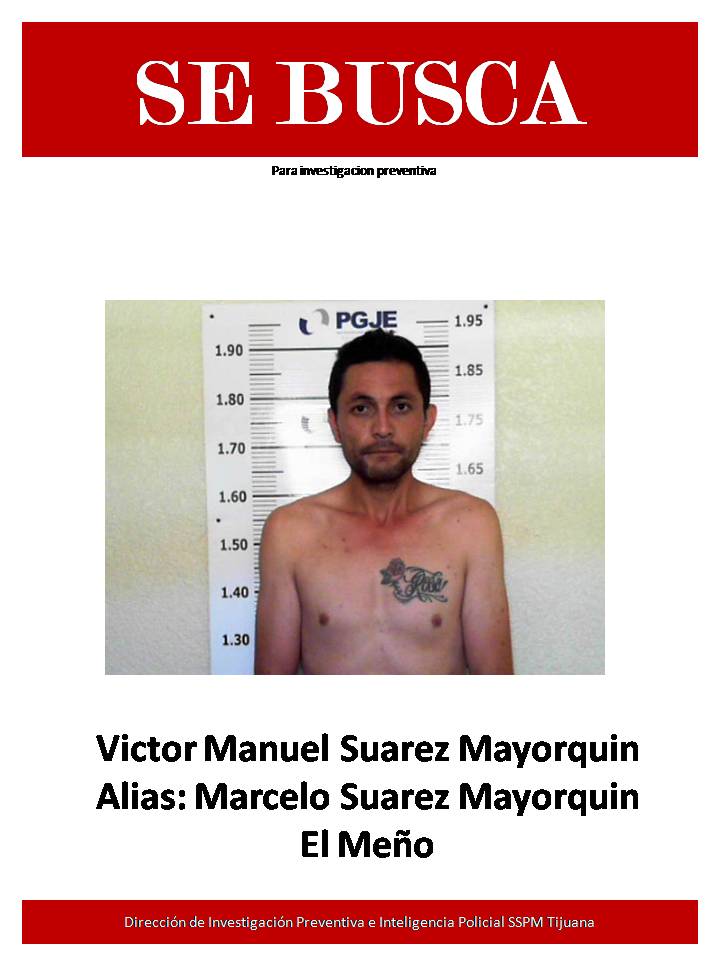 SE BUSCA
Para investigacion preventiva
PGJE
1.95
1.90
1.85
1.80
1.75
1.70
1.65
1.60
1.50
1.40
1.30
Rosa
Victor Manuel Suarez Mayorquin
Alias: Marcelo Suarez Mayorquin
El Meño
Dirección de Investigación Preventiva e Inteligencia Policial SSPM Tijuana